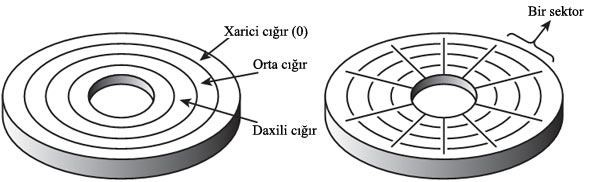 Xarici cığır (0)
Orta cığır
Daxili cığır
Bir sektor